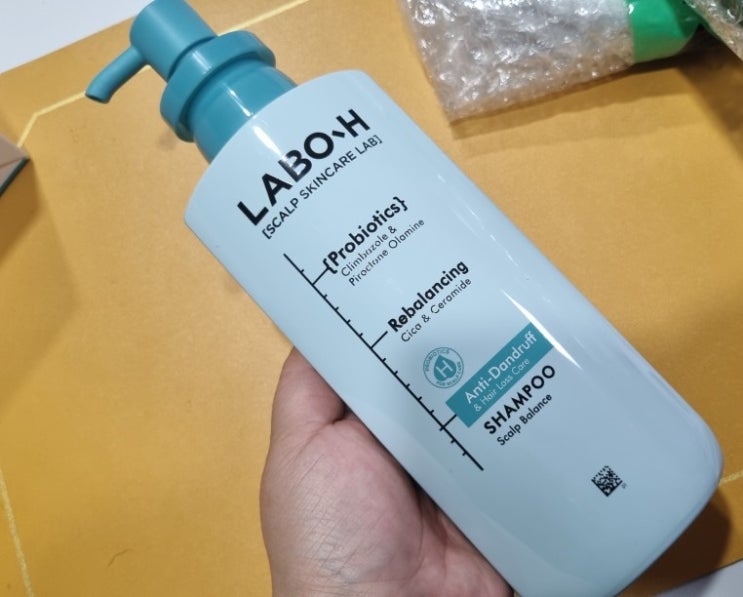 LABO-H
[SCALP SKINCARE LAB]
{Probiotics}
Climbazole &
Piroctone Olamine
Rebalancing
Cica & Ceramide
PROBIOTICS
H
Anti-Dandruff
& Hair Loss Care
SHAMPOO
Scalp Balance